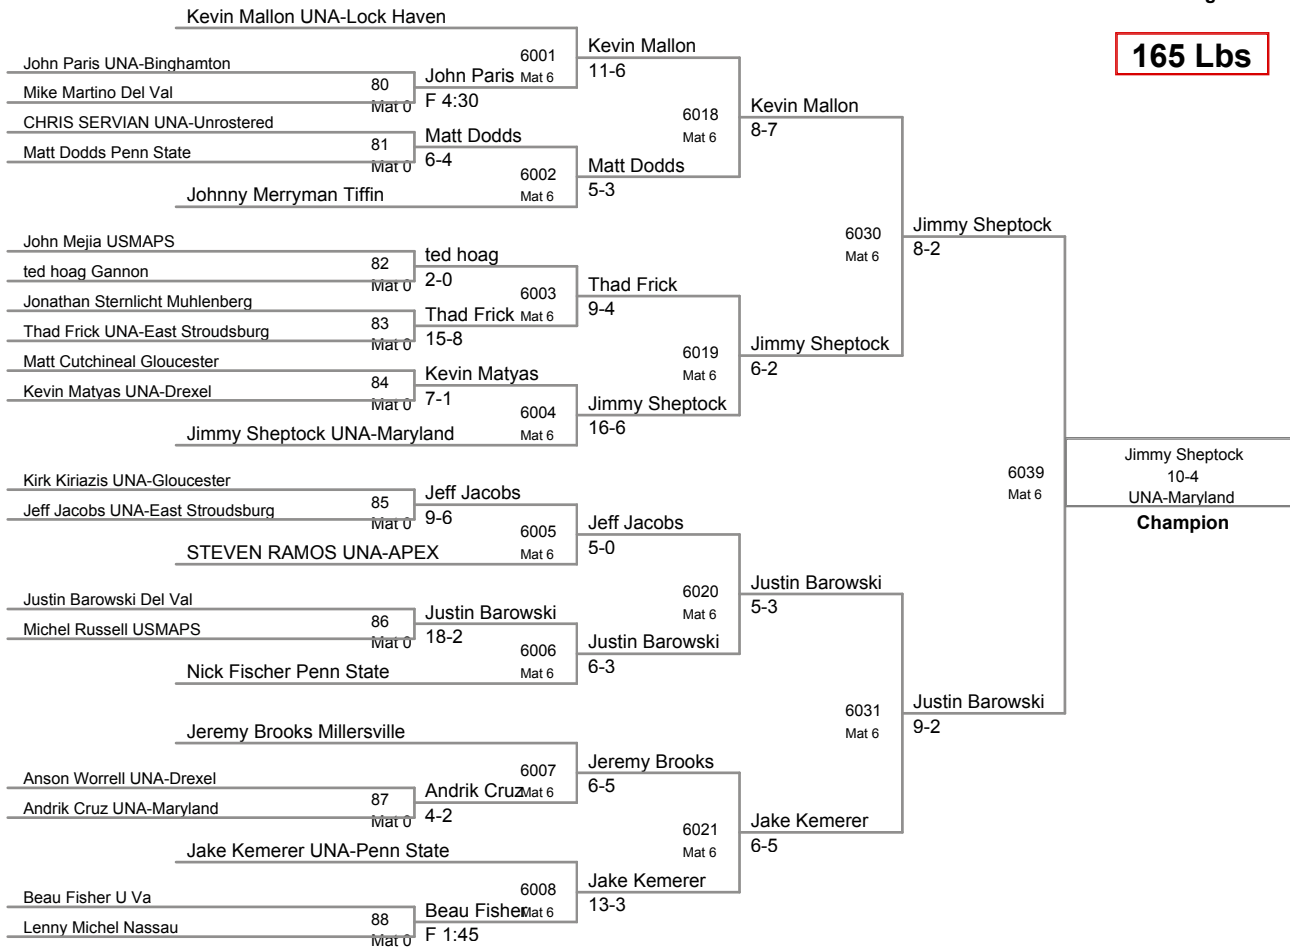 165 Lbs
Kevin Mallon UNA-Lock Haven
John Paris UNA-Binghamton
Mike Martino Del Val
80
Mat 0
John Paris
F 4:30
6001
Mat 6
Kevin Mallon
11-6
CHRIS SERVIAN UNA-Unrostered
Matt Dodds Penn State
81
Mat 0
Matt Dodds
6-4
Johnny Merryman Tiffin
6002
Mat 6
Matt Dodds
5-3
6018
Mat 6
Kevin Mallon
8-7
John Mejia USMAPS
ted hoag Gannon
82
Mat 0
ted hoag
2-0
Jonathan Sternlicht Muhlenberg
Thad Frick UNA-East Stroudsburg
83
Mat 0
Thad Frick
15-8
6003
Mat 6
Thad Frick
9-4
Matt Cutchineal Gloucester
Kevin Matyas UNA-Drexel
84
Mat 0
Kevin Matyas
7-1
Jimmy Sheptock UNA-Maryland
6004
Mat 6
Jimmy Sheptock
16-6
6019
Mat 6
Jimmy Sheptock
6-2
6030
Mat 6
Jimmy Sheptock
8-2
Kirk Kiriazis UNA-Gloucester
Jeff Jacobs UNA-East Stroudsburg
85
Mat 0
Jeff Jacobs
9-6
STEVEN RAMOS UNA-APEX
6005
Mat 6
Jeff Jacobs
5-0
Justin Barowski Del Val
Michel Russell USMAPS
86
Mat 0
Justin Barowski
18-2
Nick Fischer Penn State
6006
Mat 6
Justin Barowski
6-3
6020
Mat 6
Justin Barowski
5-3
Jeremy Brooks Millersville
Anson Worrell UNA-Drexel
Andrik Cruz UNA-Maryland
87
Mat 0
Andrik Cruz
4-2
6007
Mat 6
Jeremy Brooks
6-5
Jake Kemerer UNA-Penn State
Beau Fisher U Va
Lenny Michel Nassau
88
Mat 0
Beau Fisher
F 1:45
6008
Mat 6
Jake Kemerer
13-3
6021
Mat 6
Jake Kemerer
6-5
6031
Mat 6
Justin Barowski
9-2
6039
Mat 6
Jimmy Sheptock
10-4
UNA-Maryland
Champion